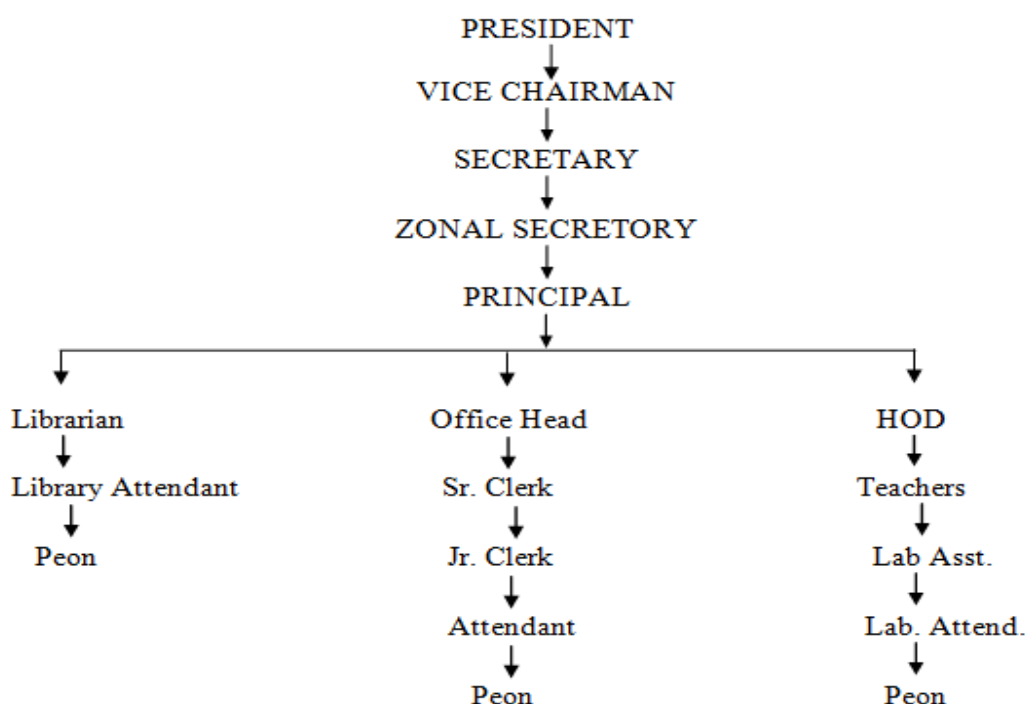 PRESIDENT
VICE CHAIRMAN
SECRETARY
ZONAL SECRETORY
PRINCIPAL
Librarian Office Head HOD
Library Attendant Sr. Clerk Teachers
Peon Jr. Clerk Lab Asst.
Attendant Lab. Attend.
Peon Peon